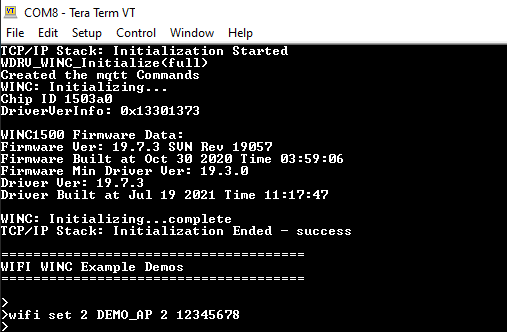 COM8 - Tera Term VT
File Edit Setup Control Window Help
TCP/IP Stack: Initialization Started
WDRU_WINC_Initialize(full)
Created the mqtt Commands
WINC: Initializing...
Chip ID 1503a0
DriverVerInfo: 0x13301373
WINC1500 Firmware Data:
Firmware Ver: 19.7.3 SVN Rev 19057
Firmware Built at Oct 30 2020 Time 03:59:06
Firmware Min Driver Ver: 19.3.0
Driver Ver: 19.7.3
Driver Built at Jul 19 2021 Time 11:17:47
WINC: Initializing...complete
TCP/IP Stack: Initialization Ended - success
======================================
WIFI WINC Example Demos
======================================
>
>wifi set 2 DEMO_AP 2 12345678
>